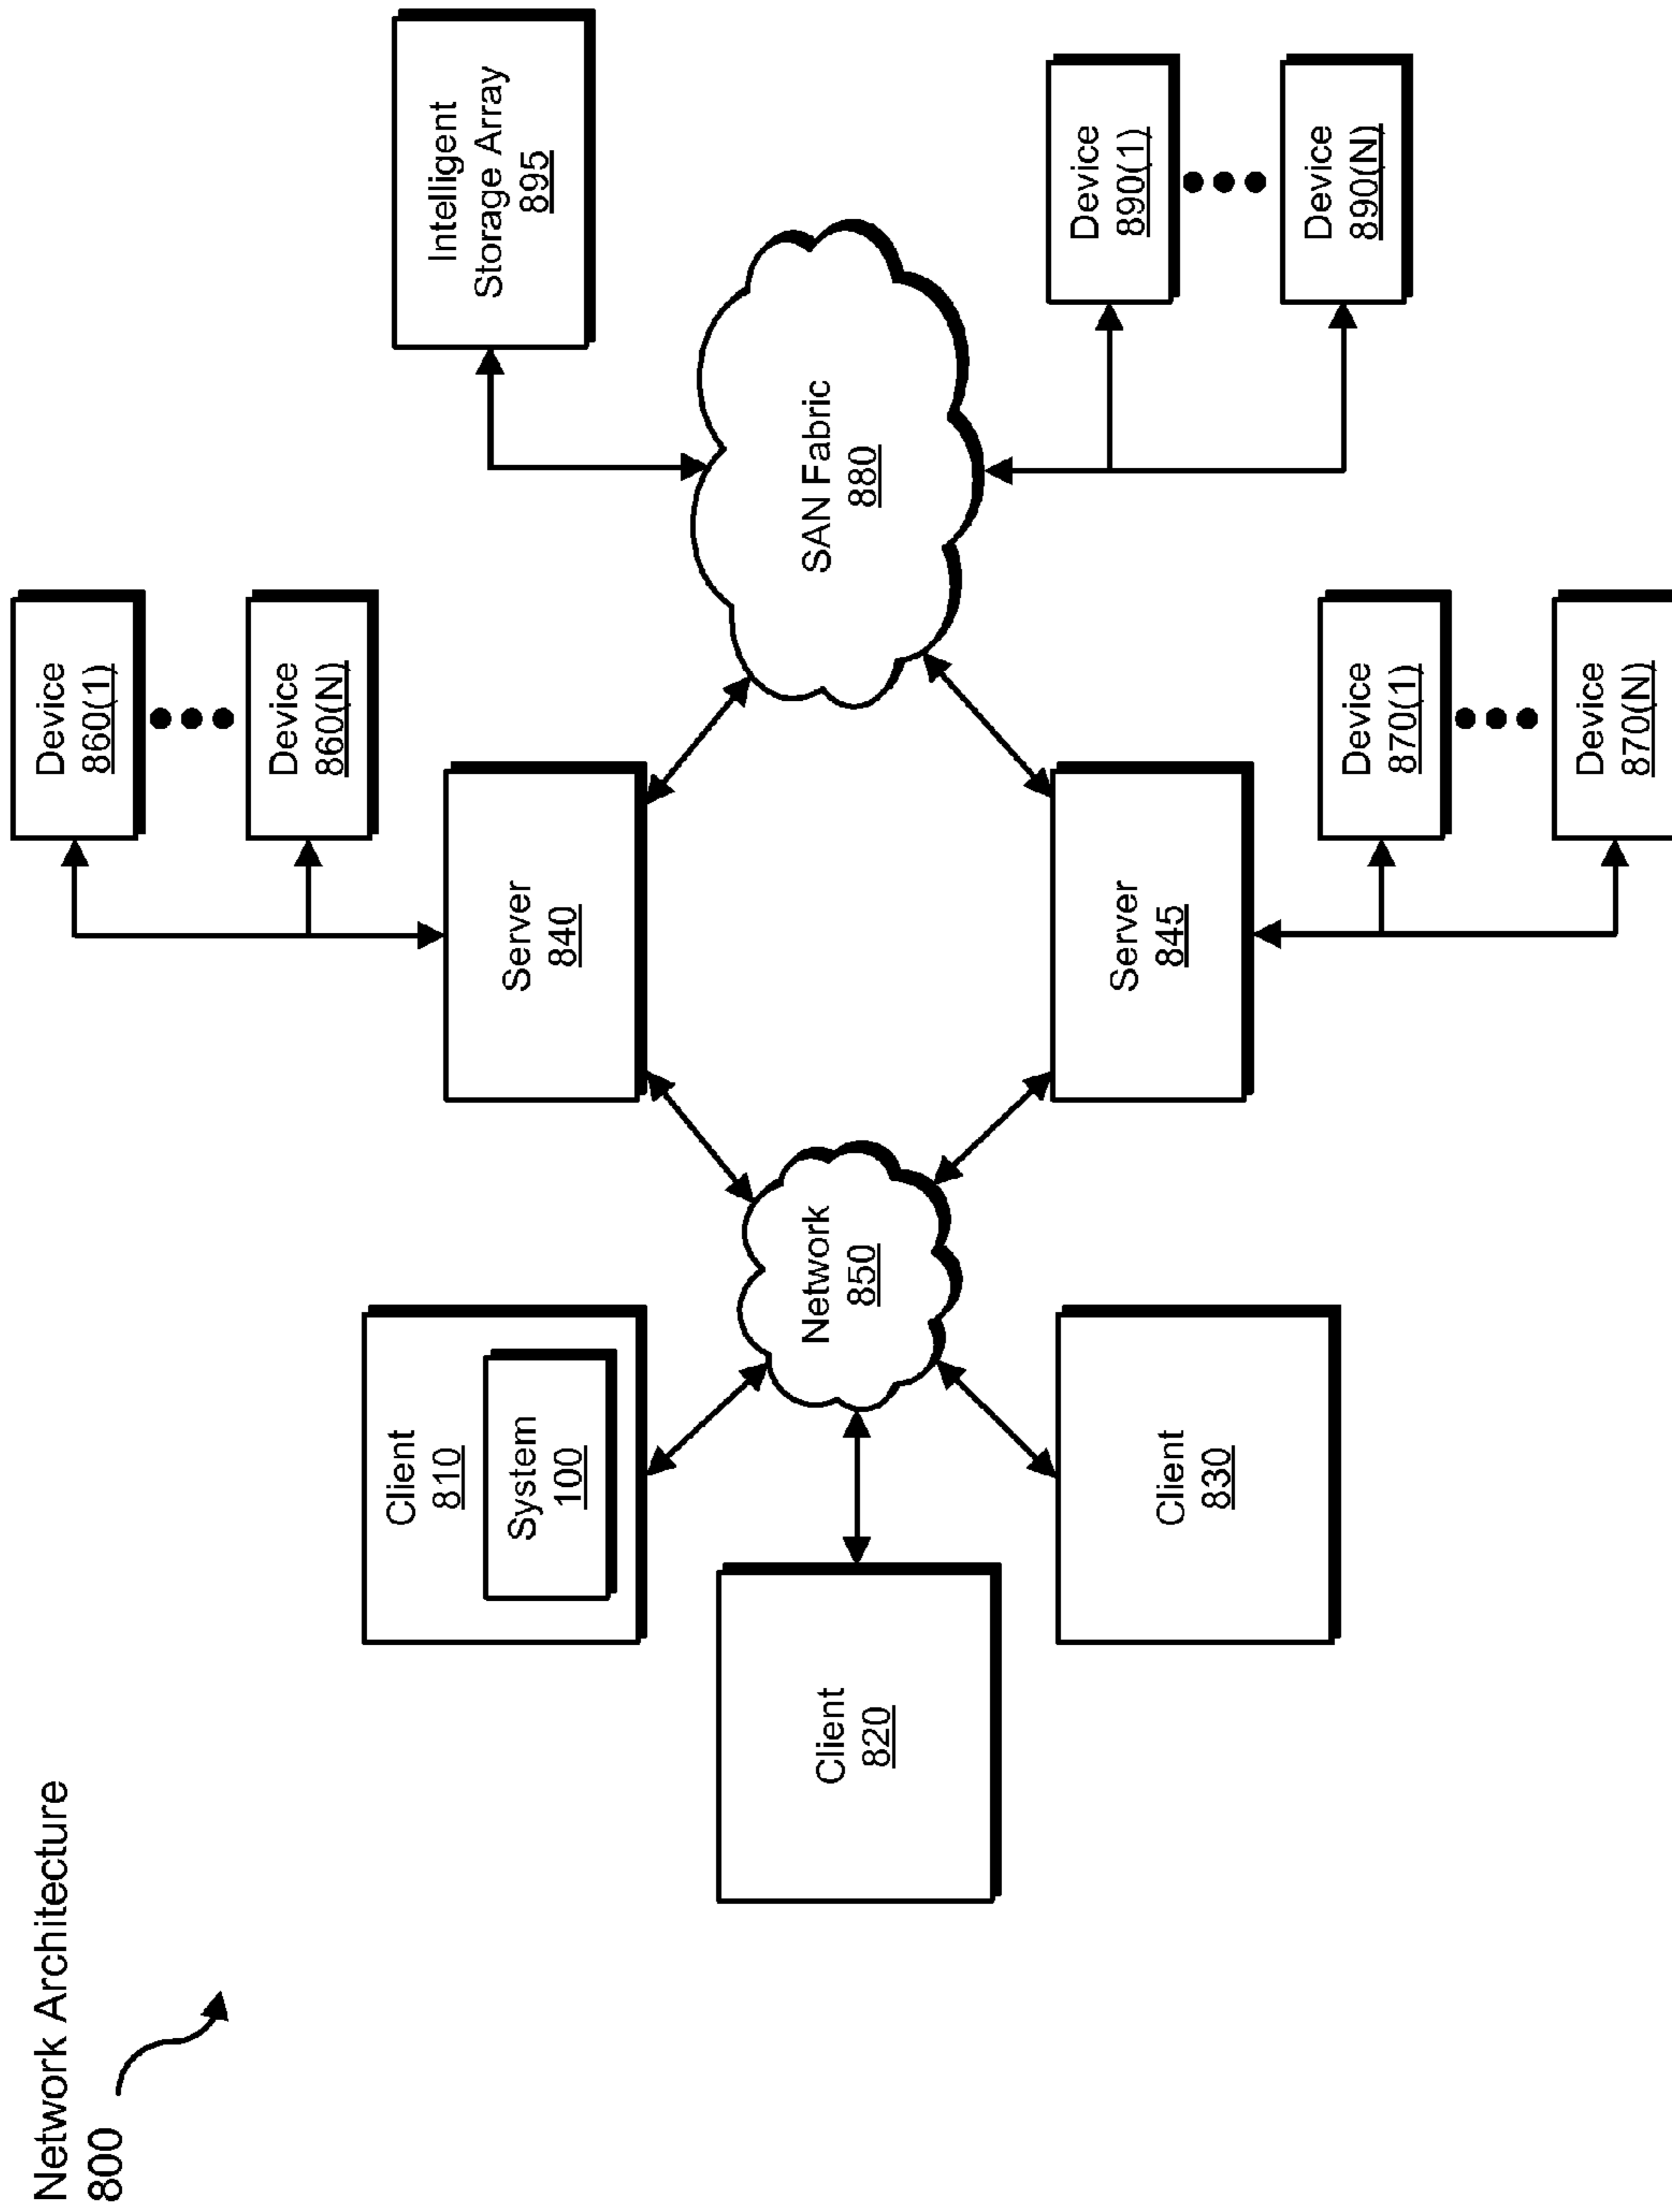 Network Architecture
800
Client
810
System
100
Client
820
Client
830
Network
850
Server
840
Server
845
Device
860(1)
Device
860(N)
Device
870(1)
Device
870(N)
SAN Fabric
880
Intelligent
Storage Array
895
Device
890(1)
Device
890(N)